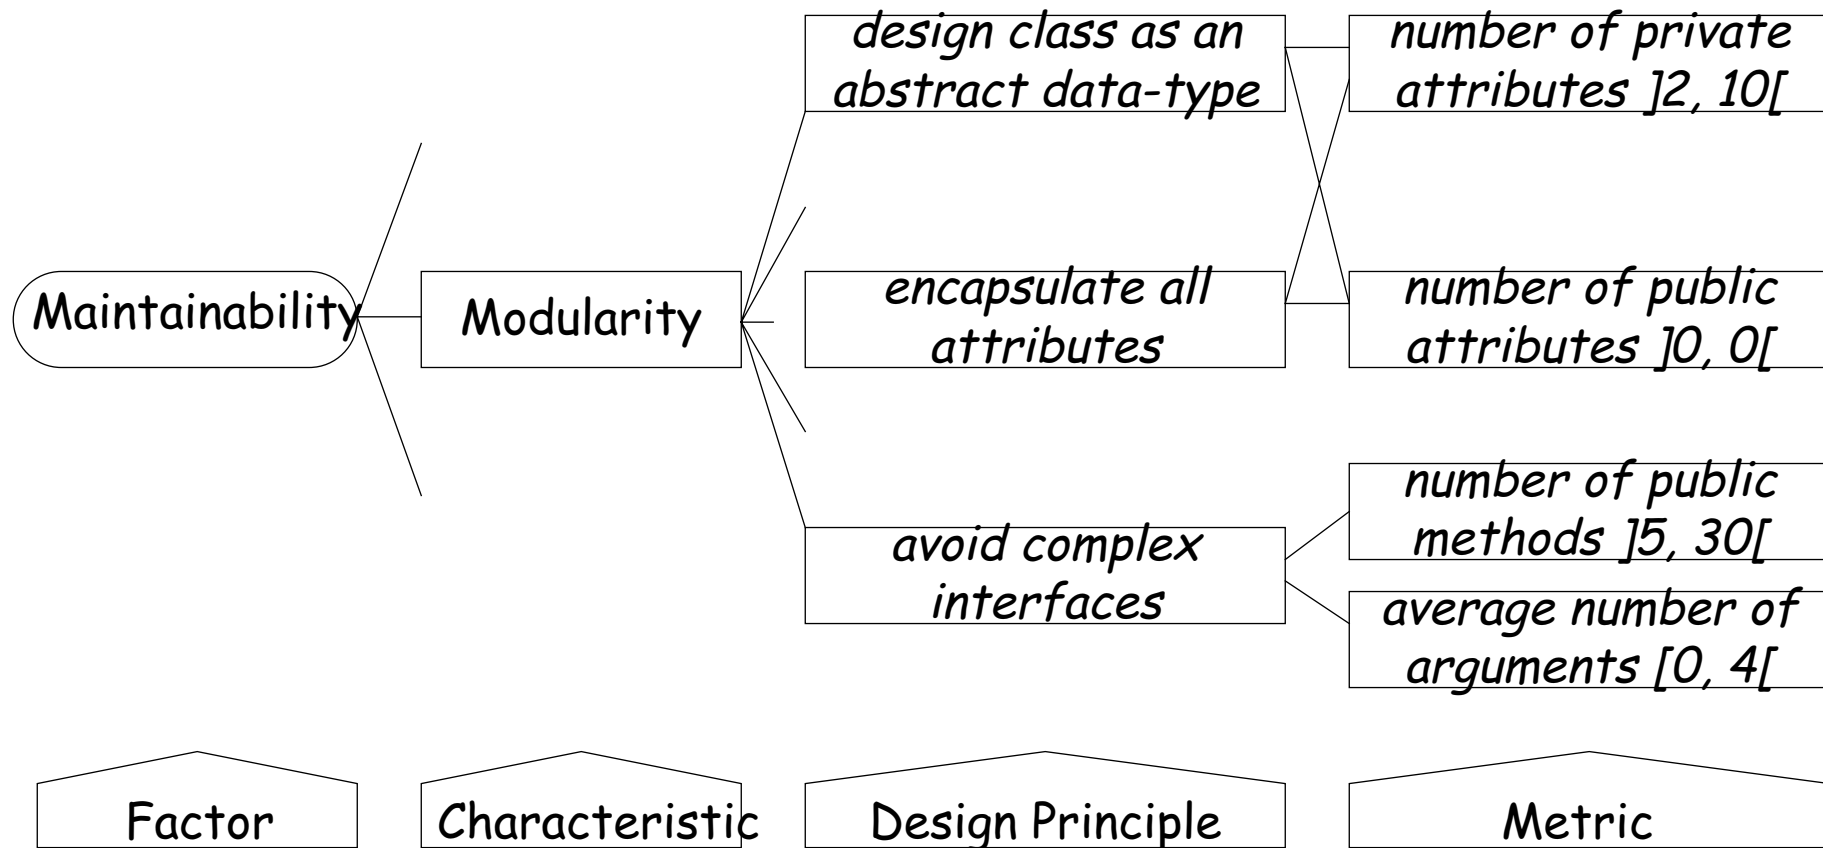 design class as an
abstract data-type
number of private
attributes ]2, 10[
Maintainability
Modularity
encapsulate all
attributes
number of public
attributes ]0, 0[
avoid complex
interfaces
number of public
methods ]5, 30[
average number of
arguments [0, 4[
Factor
Characteristic
Design Principle
Metric